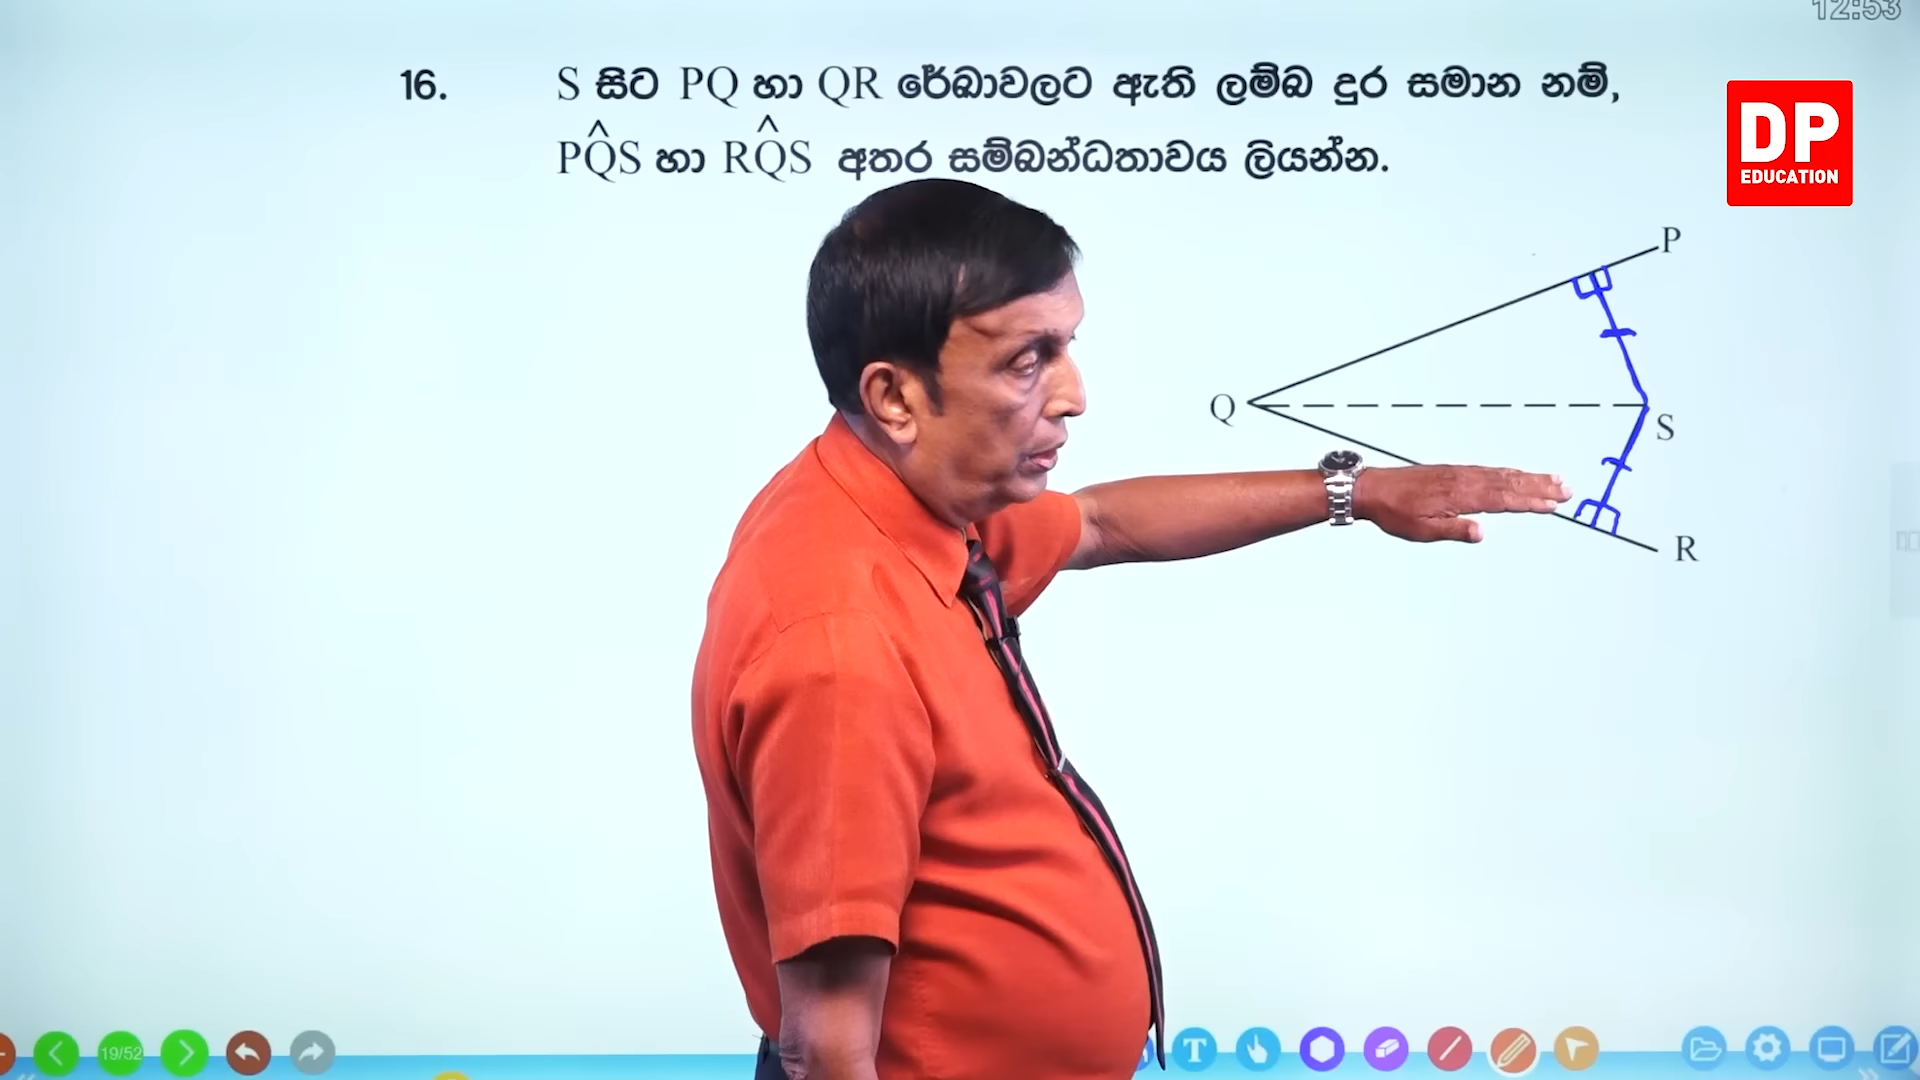 12:53
16. S සිට PQ හා QR රේඛාවලට ඇති ලම්බ දුර සමාන නම්,
PQ̂S හා RQ̂S අතර සම්බන්ධතාවය ලියන්න.
DP
EDUCATION
P
Q
S
R
19/52
T